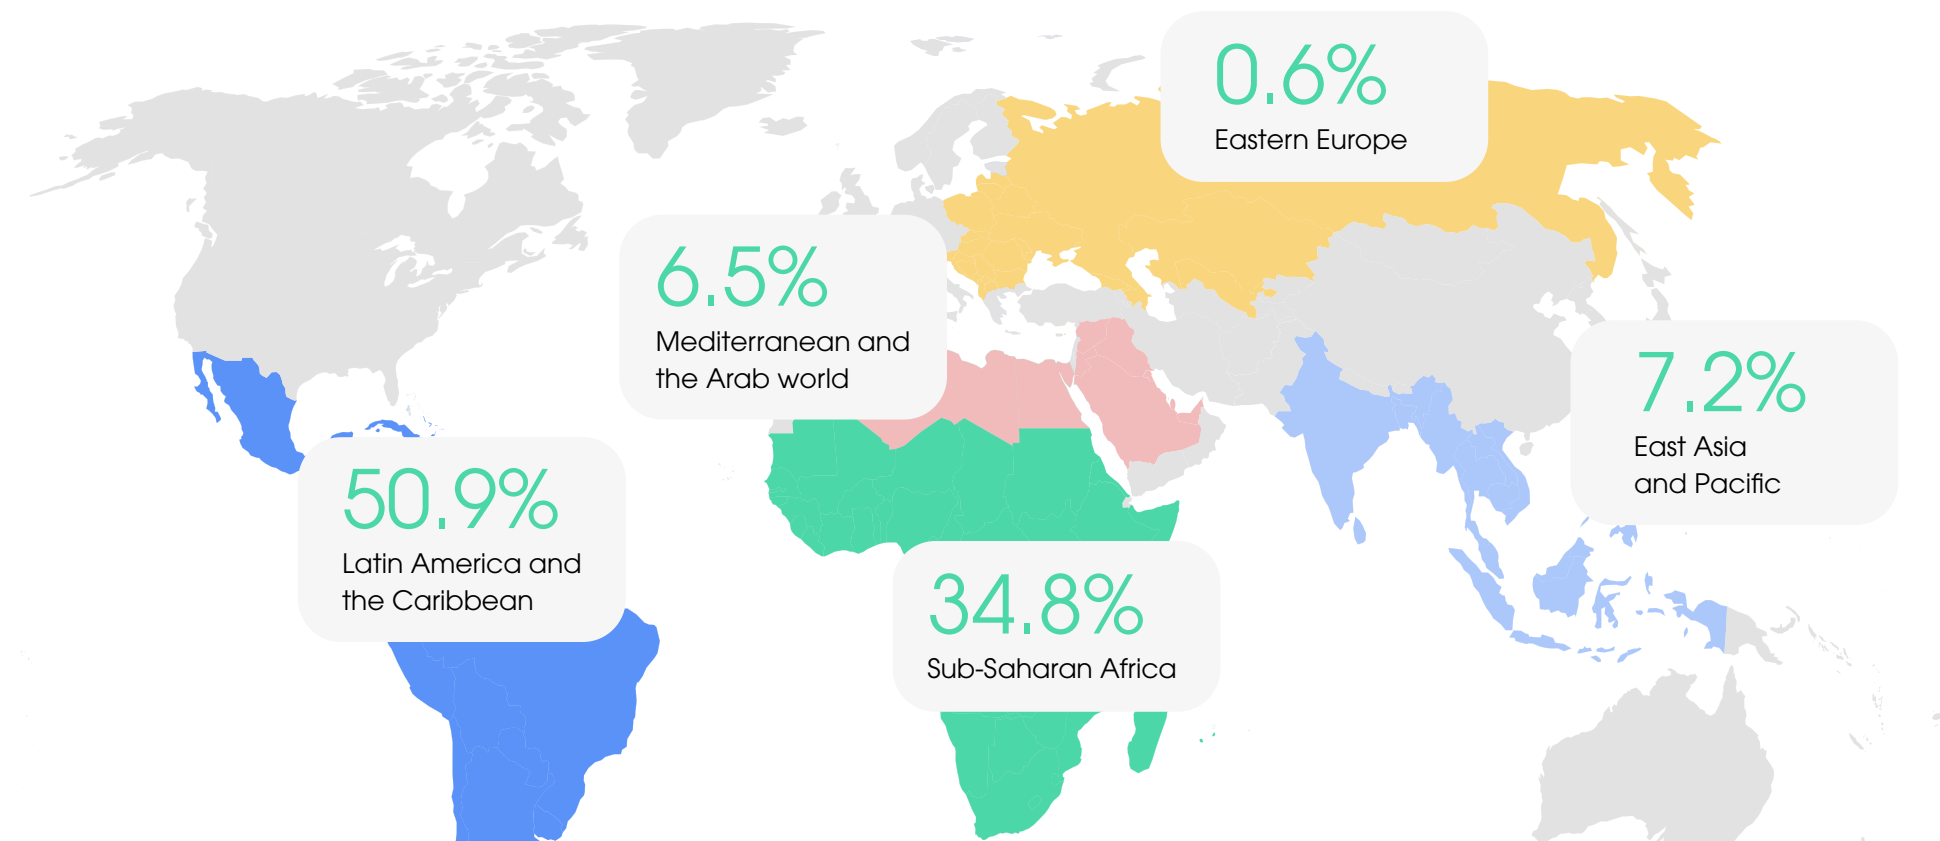 0.6%
Eastern Europe
6.5%
Mediterranean and
the Arab world
7.2%
East Asia
and Pacific
50.9%
Latin America and
the Caribbean
34.8%
Sub-Saharan Africa